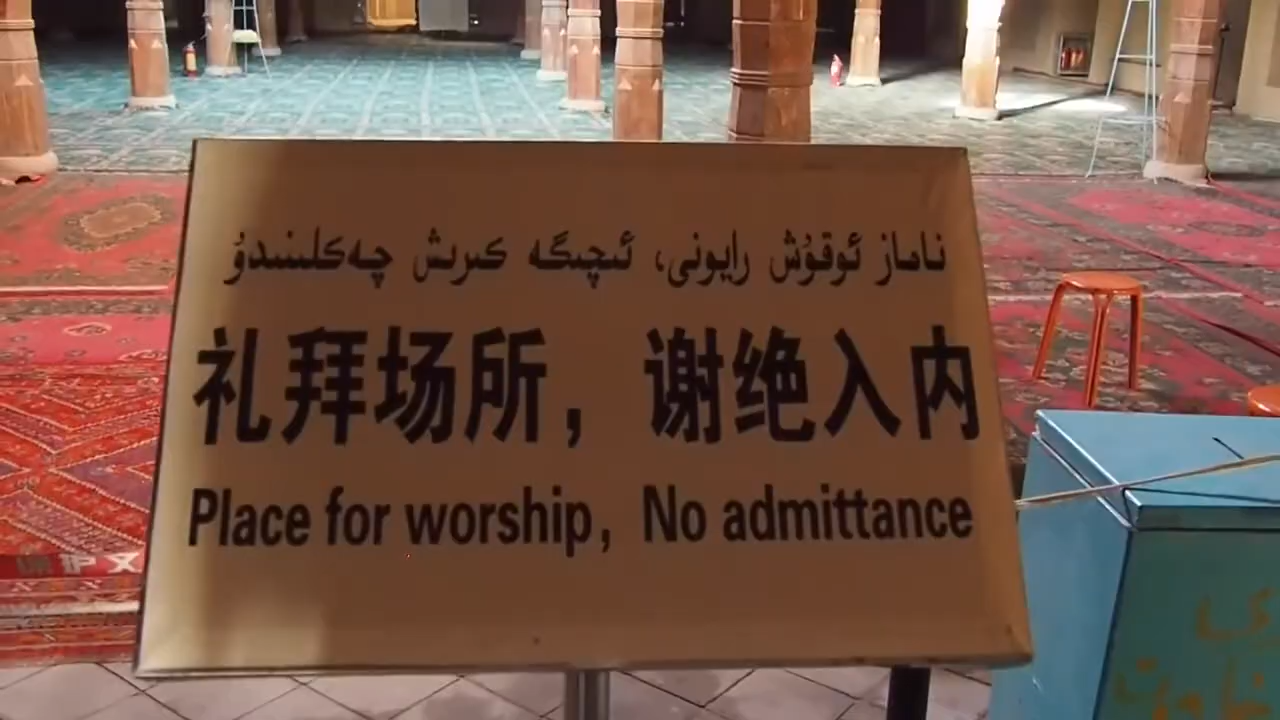 ناماز ئوقۇش رايونى، ئىچىگە كىرىش چەكلىنىدۇ
礼拜场所，谢绝入内
Place for worship, No admittance